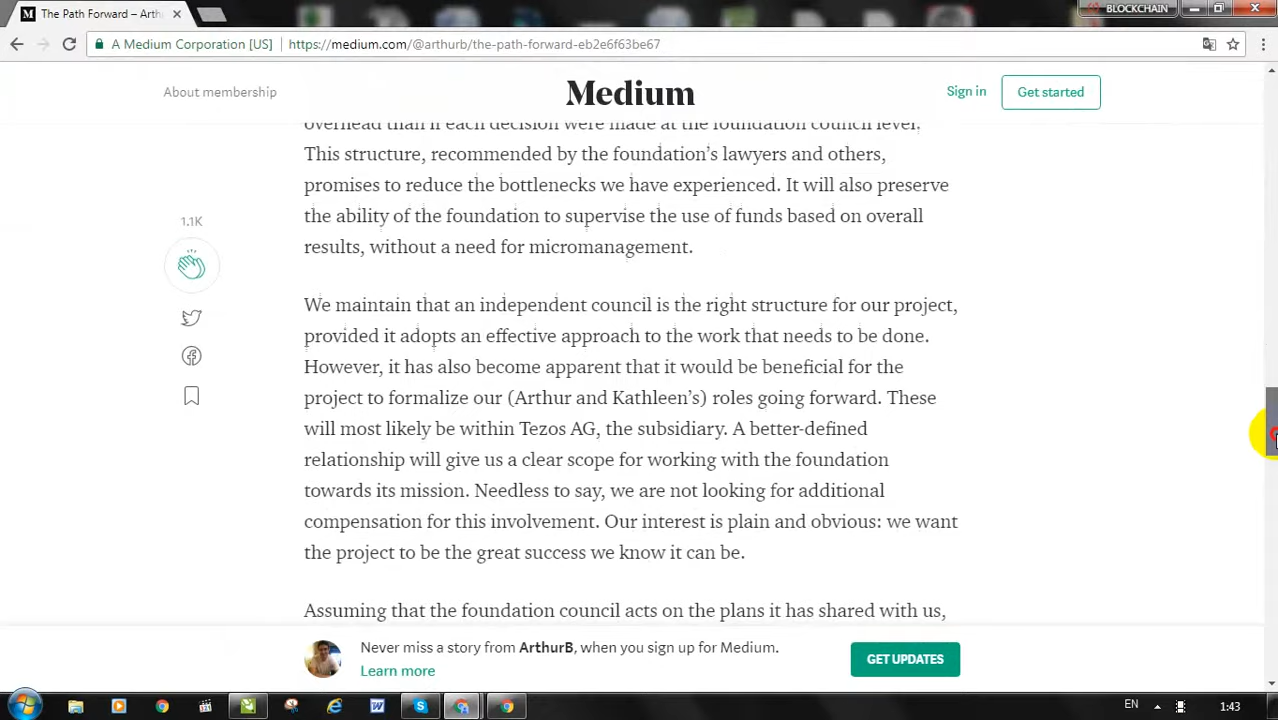 The Path Forward – Arth
BLOCKCHAIN
A Medium Corporation [US]
https://medium.com/@arthurb/the-path-forward-eb2e6f63be67
About membership
Medium
Sign in
Get started
overhead than if each decision were made at the foundation council level.
This structure, recommended by the foundation’s lawyers and others,
promises to reduce the bottlenecks we have experienced. It will also preserve
the ability of the foundation to supervise the use of funds based on overall
results, without a need for micromanagement.
1.1K
We maintain that an independent council is the right structure for our project,
provided it adopts an effective approach to the work that needs to be done.
However, it has also become apparent that it would be beneficial for the
project to formalize our (Arthur and Kathleen’s) roles going forward. These
will most likely be within Tezos AG, the subsidiary. A better-defined
relationship will give us a clear scope for working with the foundation
towards its mission. Needless to say, we are not looking for additional
compensation for this involvement. Our interest is plain and obvious: we want
the project to be the great success we know it can be.
Assuming that the foundation council acts on the plans it has shared with us,
Never miss a story from ArthurB, when you sign up for Medium.
Learn more
GET UPDATES
EN
1:43